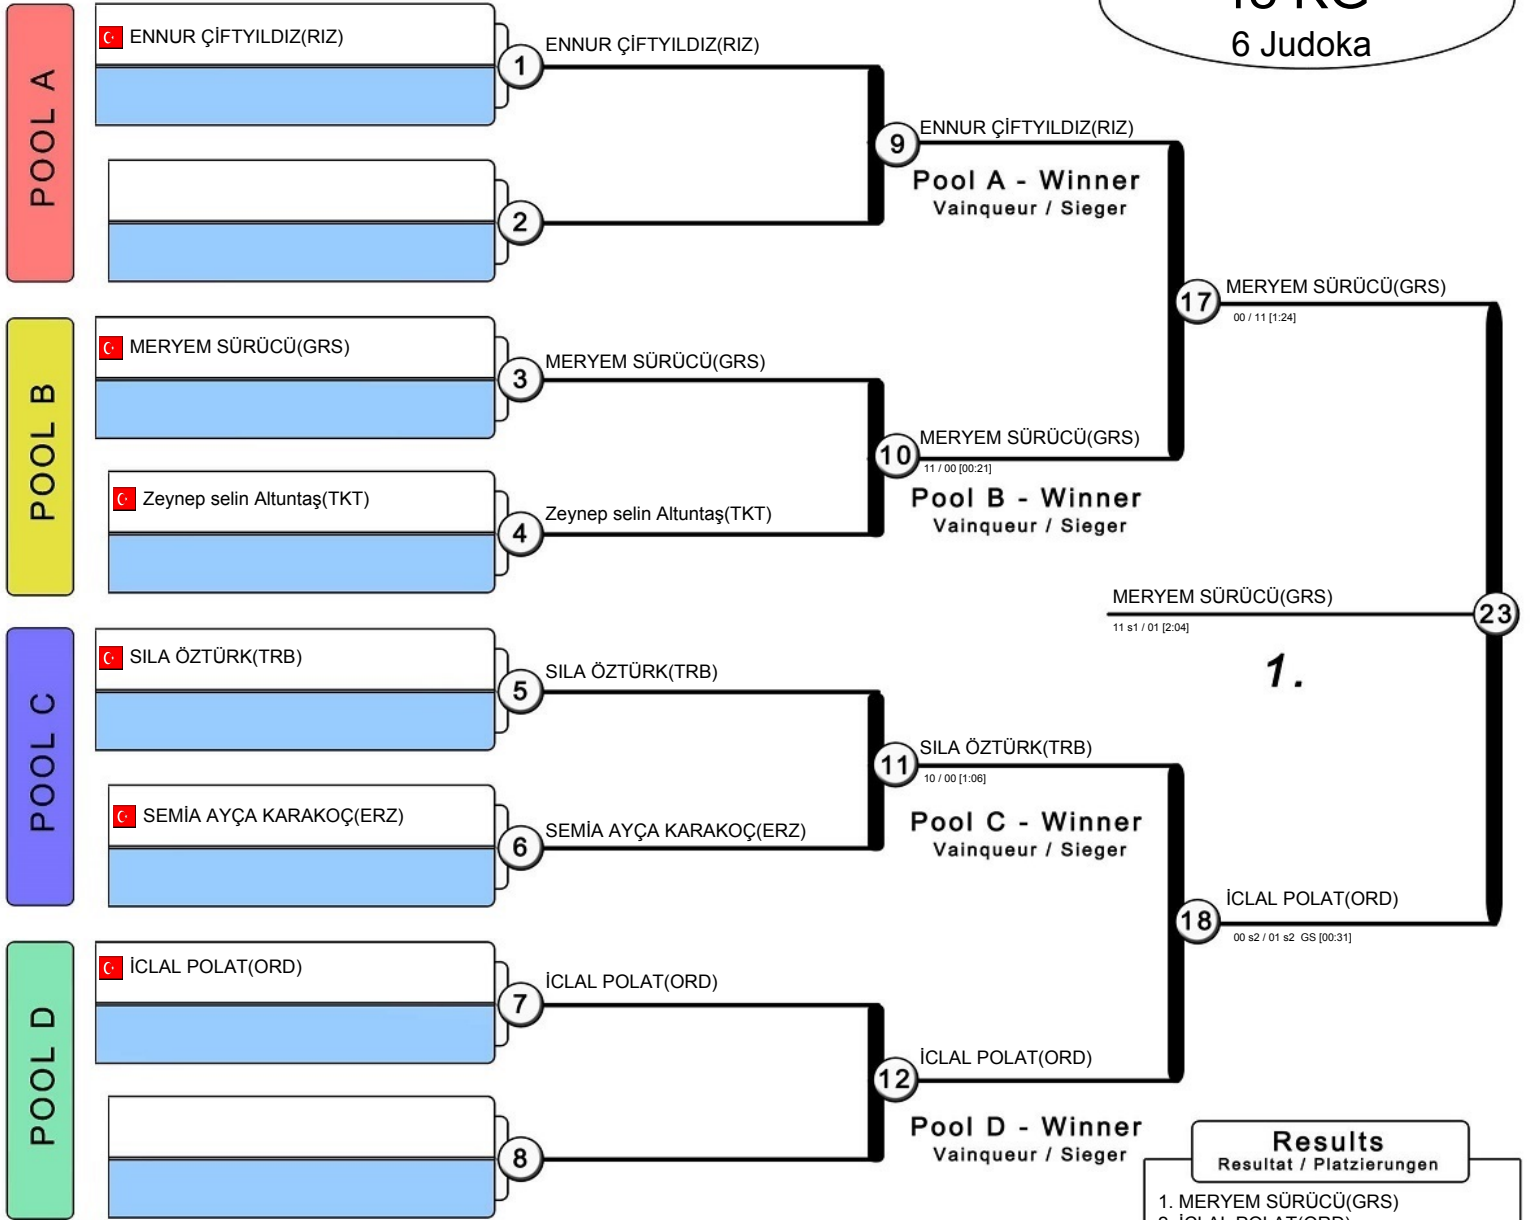 6 Judoka
POOL A
ENNUR ÇİFTYILDIZ(RIZ)
1
ENNUR ÇİFTYILDIZ(RIZ)
2
9
ENNUR ÇİFTYILDIZ(RIZ)
Pool A - Winner
Vainqueur / Sieger
POOL B
MERYEM SÜRÜCÜ(GRS)
3
MERYEM SÜRÜCÜ(GRS)
Zeynep selin Altuntaş(TKT)
4
Zeynep selin Altuntaş(TKT)
10
MERYEM SÜRÜCÜ(GRS)
11 / 00 [00:21]
Pool B - Winner
Vainqueur / Sieger
17
MERYEM SÜRÜCÜ(GRS)
00 / 11 [1:24]
MERYEM SÜRÜCÜ(GRS)
11 s1 / 01 [2:04]
23
1.
POOL C
SILA ÖZTÜRK(TRB)
5
SILA ÖZTÜRK(TRB)
SEMİA AYÇA KARAKOÇ(ERZ)
6
SEMİA AYÇA KARAKOÇ(ERZ)
11
SILA ÖZTÜRK(TRB)
10 / 00 [1:06]
Pool C - Winner
Vainqueur / Sieger
18
İCLAL POLAT(ORD)
00 s2 / 01 s2 GS [00:31]
POOL D
İCLAL POLAT(ORD)
7
İCLAL POLAT(ORD)
8
12
İCLAL POLAT(ORD)
Pool D - Winner
Vainqueur / Sieger
Results
Resultat / Platzierungen
1. MERYEM SÜRÜCÜ(GRS)
2. İCLAL POLAT(ORD)